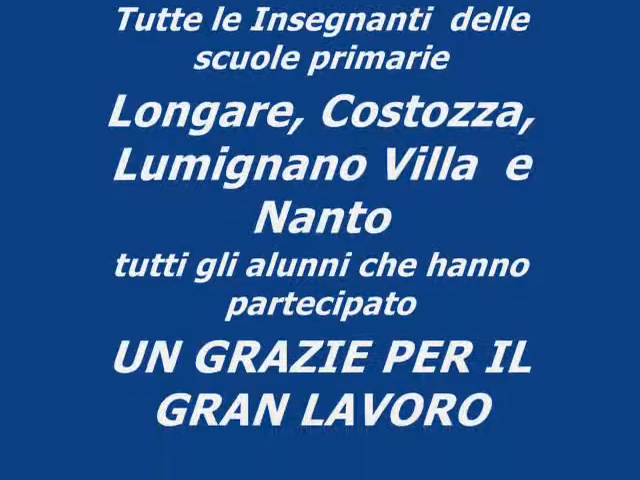 Tutte le Insegnanti delle
scuole primarie
Longare, Costozza,
Lumignano Villa e
Nanto
tutti gli alunni che hanno
partecipato
UN GRAZIE PER IL
GRAN LAVORO